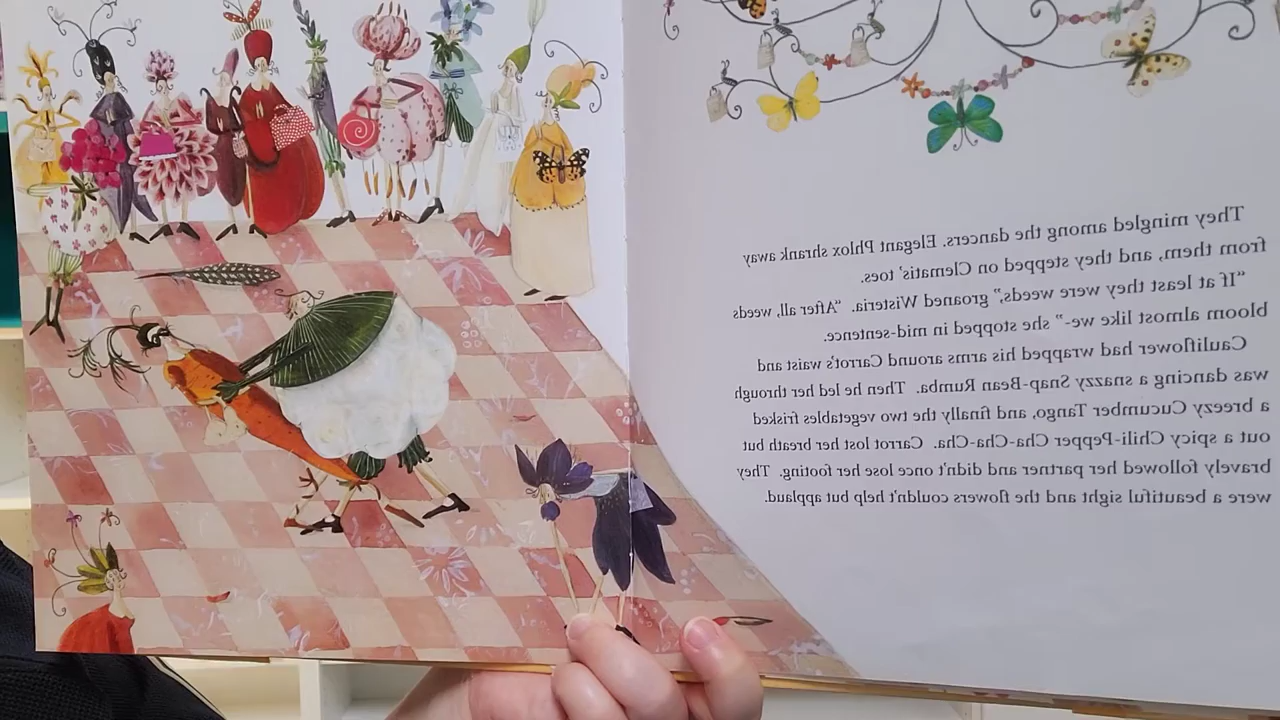 They mingled among the dancers. Elegant Phlox shrank away
from them, and they stepped on Clematis' toes.
"If at least they were weeds," groaned Wisteria. "After all, weeds
bloom almost like we-" she stopped in mid-sentence.
Cauliflower had wrapped his arms around Carrot's waist and
was dancing a snazzy Snap-Bean Rumba. Then he led her through
a breezy Cucumber Tango, and finally the two vegetables frisked
out a spicy Chili-Pepper Cha-Cha-Cha. Carrot lost her breath but
bravely followed her partner and didn't once lose her footing. They
were a beautiful sight and the flowers couldn't help but applaud.